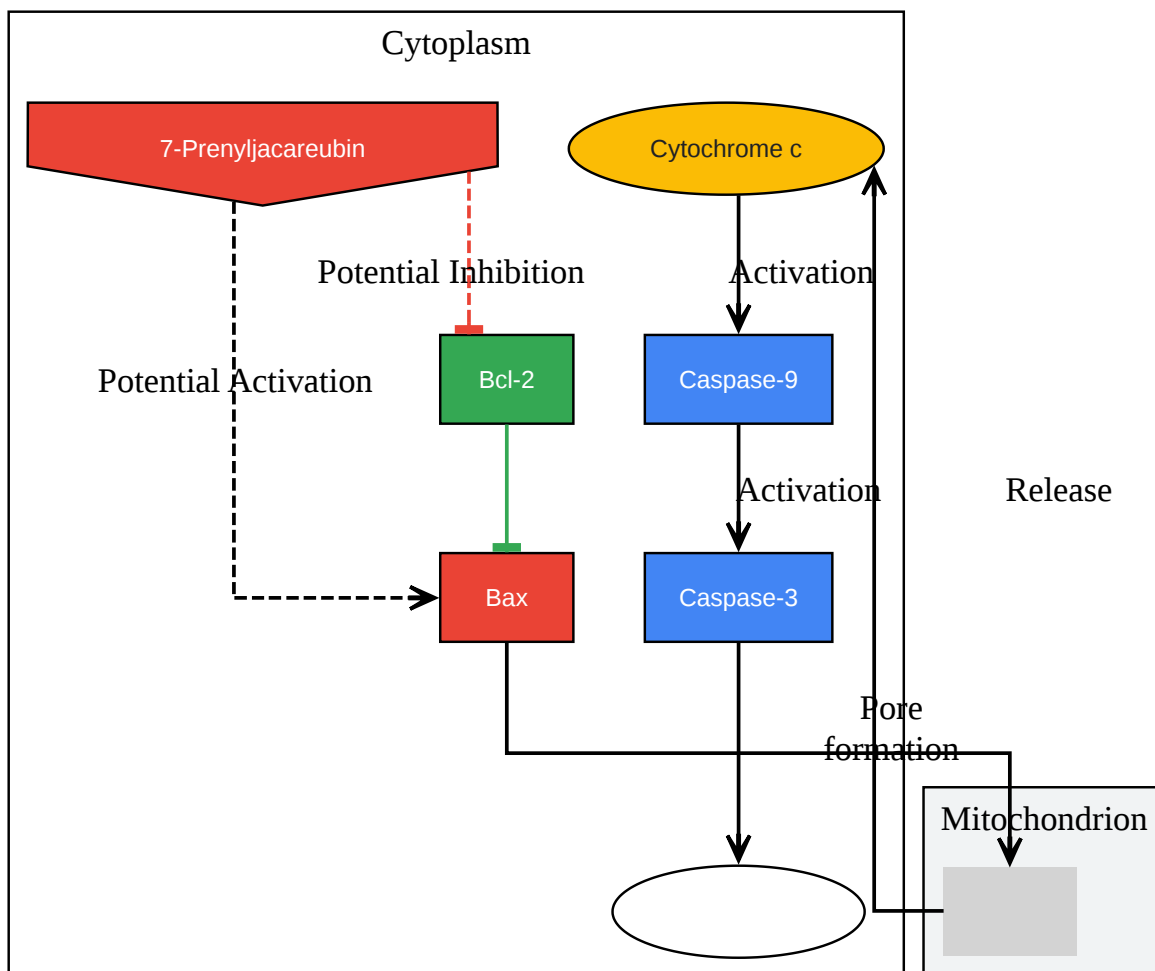 Cytoplasm
7-Prenyljacareubin
Cytochrome c
Potential Inhibition
Activation
Potential Activation
Bcl-2
Caspase-9
Activation
Release
Bax
Caspase-3
Pore
formation
Mitochondrion